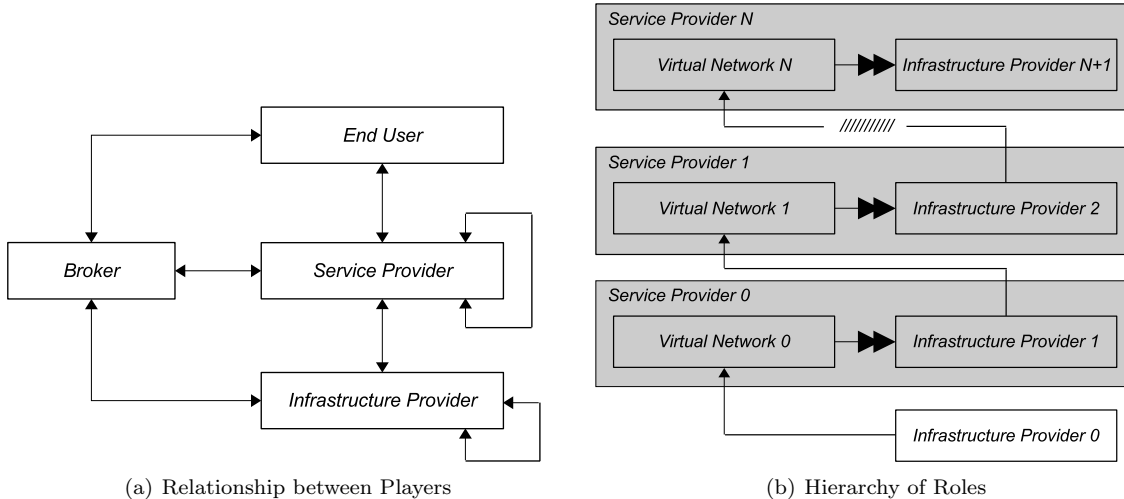 End User
Broker
Service Provider
Infrastructure Provider
(a) Relationship between Players
Service Provider N
Virtual Network N
Infrastructure Provider N+1
Service Provider 1
Virtual Network 1
Infrastructure Provider 2
Service Provider 0
Virtual Network 0
Infrastructure Provider 1
Infrastructure Provider 0
(b) Hierarchy of Roles